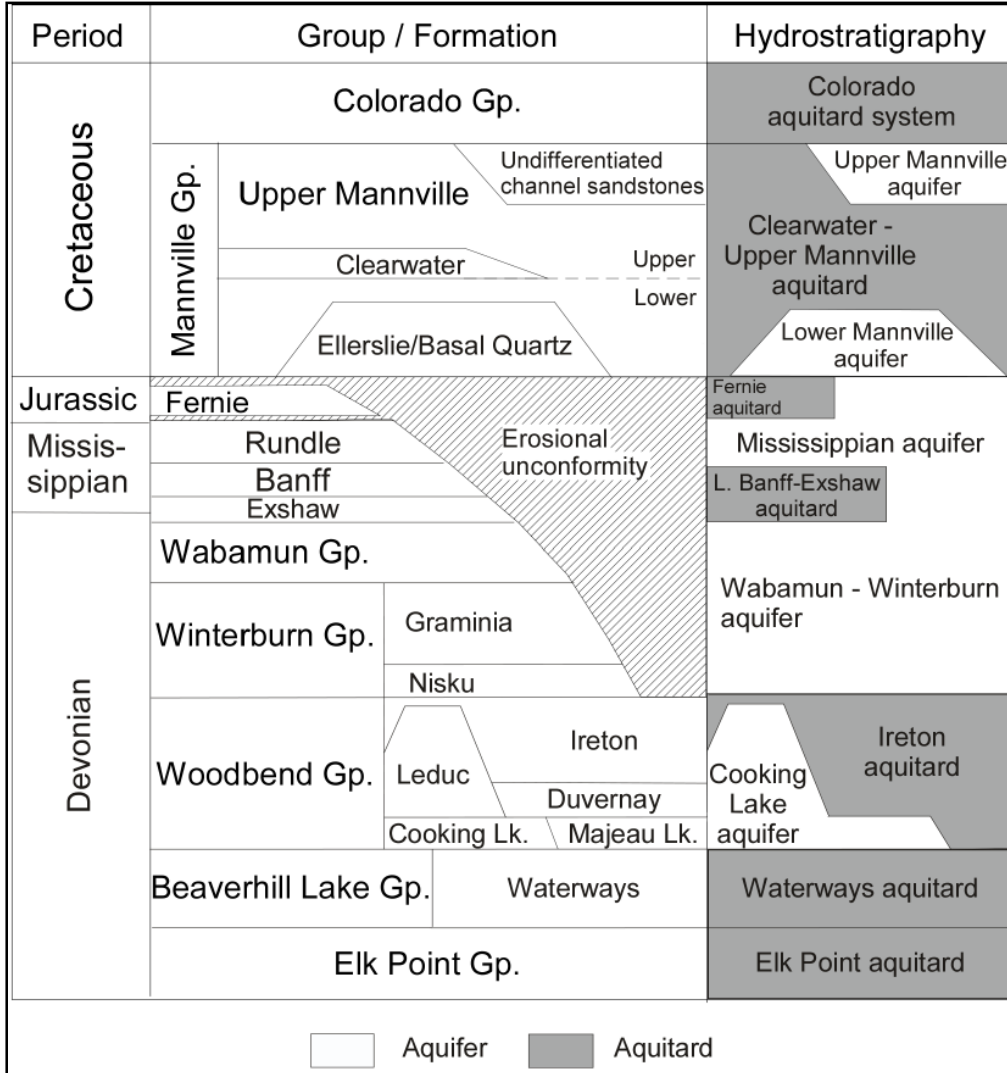 Period
Group / Formation
Hydrostratigraphy
Cretaceous
Mannville Gp.
Colorado Gp.
Upper Mannville
Undifferentiated
channel sandstones
Clearwater
Upper
Lower
Ellerslie/Basal Quartz
Colorado
aquitard system
Upper Mannville
aquifer
Clearwater -
Upper Mannville
aquitard
Lower Mannville
aquifer
Jurassic
Fernie
Fernie
aquitard
Missis-
sippian
Rundle
Banff
Exshaw
Erosional
unconformity
Mississippian aquifer
L. Banff-Exshaw
aquitard
Devonian
Wabamun Gp.
Winterburn Gp.
Graminia
Nisku
Wabamun - Winterburn
aquifer
Woodbend Gp.
Leduc
Ireton
Duvernay
Cooking Lk.
Majeau Lk.
Cooking
Lake
aquifer
Ireton
aquitard
Beaverhill Lake Gp.
Waterways
Waterways aquitard
Elk Point Gp.
Elk Point aquitard
Aquifer
Aquitard